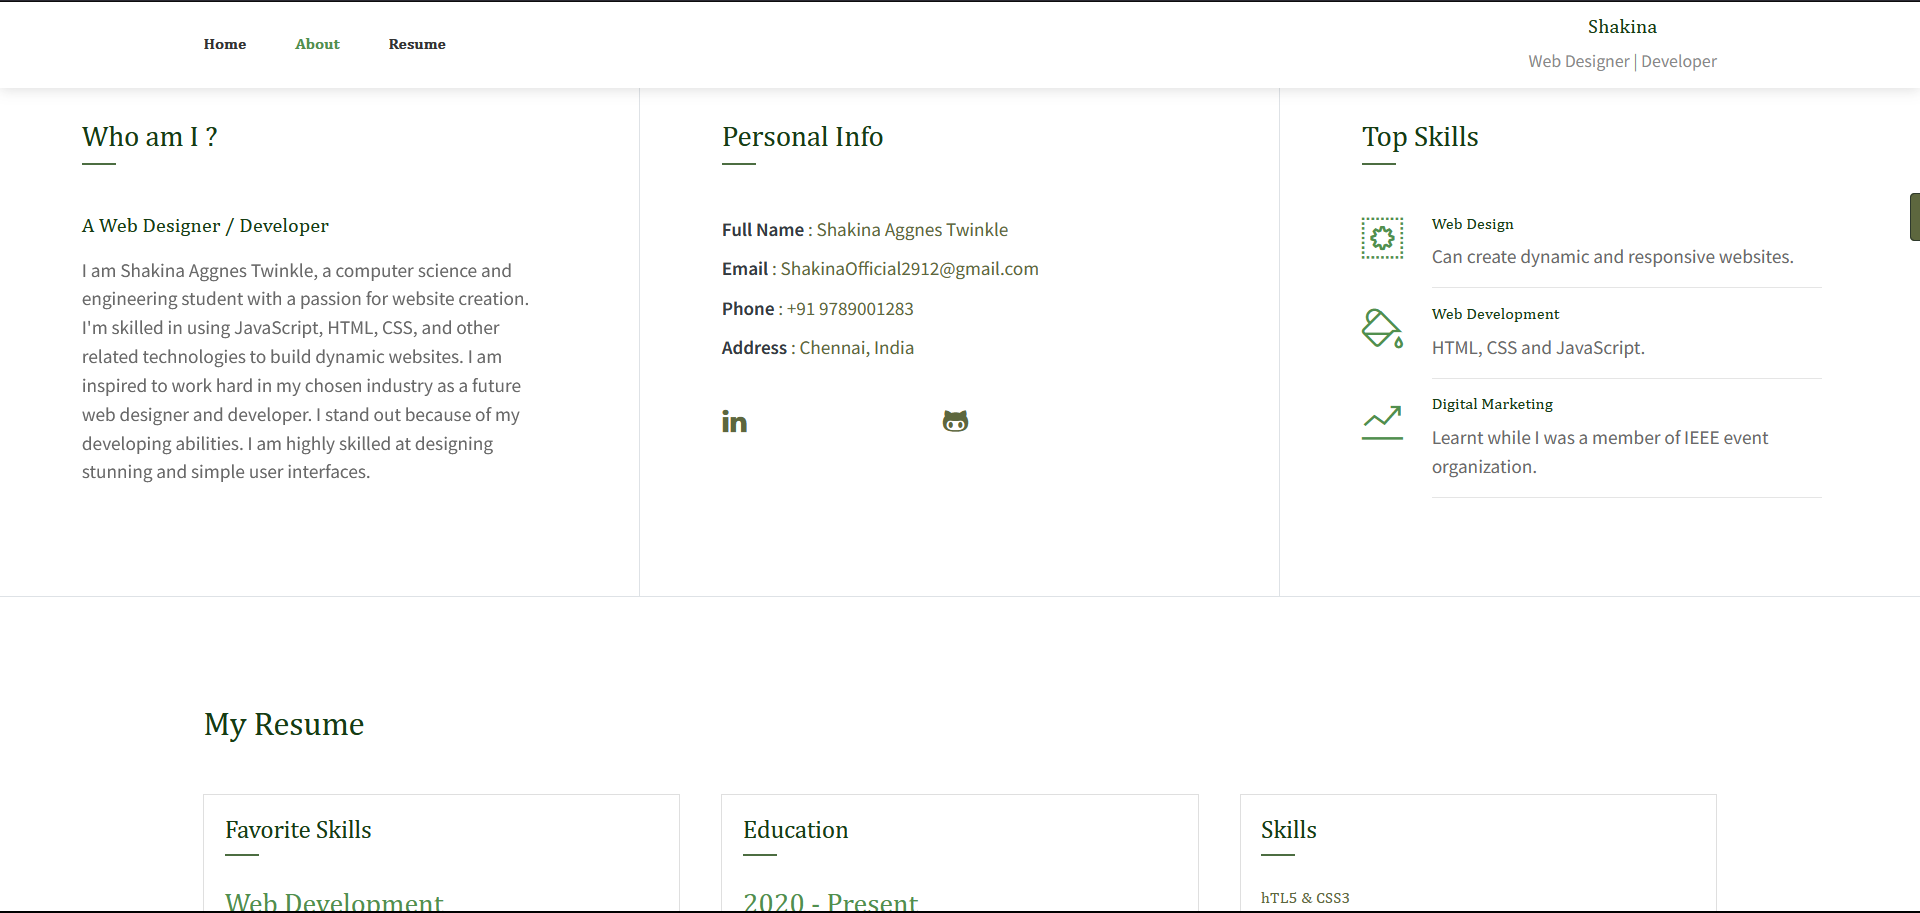 Home About Resume
Shakina
Web Designer | Developer
Who am I ?
A Web Designer / Developer
I am Shakina Aggnes Twinkle, a computer science and
engineering student with a passion for website creation.
I'm skilled in using JavaScript, HTML, CSS, and other
related technologies to build dynamic websites. I am
inspired to work hard in my chosen industry as a future
web designer and developer. I stand out because of my
developing abilities. I am highly skilled at designing
stunning and simple user interfaces.
Personal Info
Full Name : Shakina Aggnes Twinkle
Email : ShakinaOfficial2912@gmail.com
Phone : +91 9789001283
Address : Chennai, India
in
Top Skills
Web Design
Can create dynamic and responsive websites.
Web Development
HTML, CSS and JavaScript.
Digital Marketing
Learnt while I was a member of IEEE event
organization.
My Resume
Favorite Skills
Web Development
Education
2020 - Present
Skills
hTL5 & CSS3